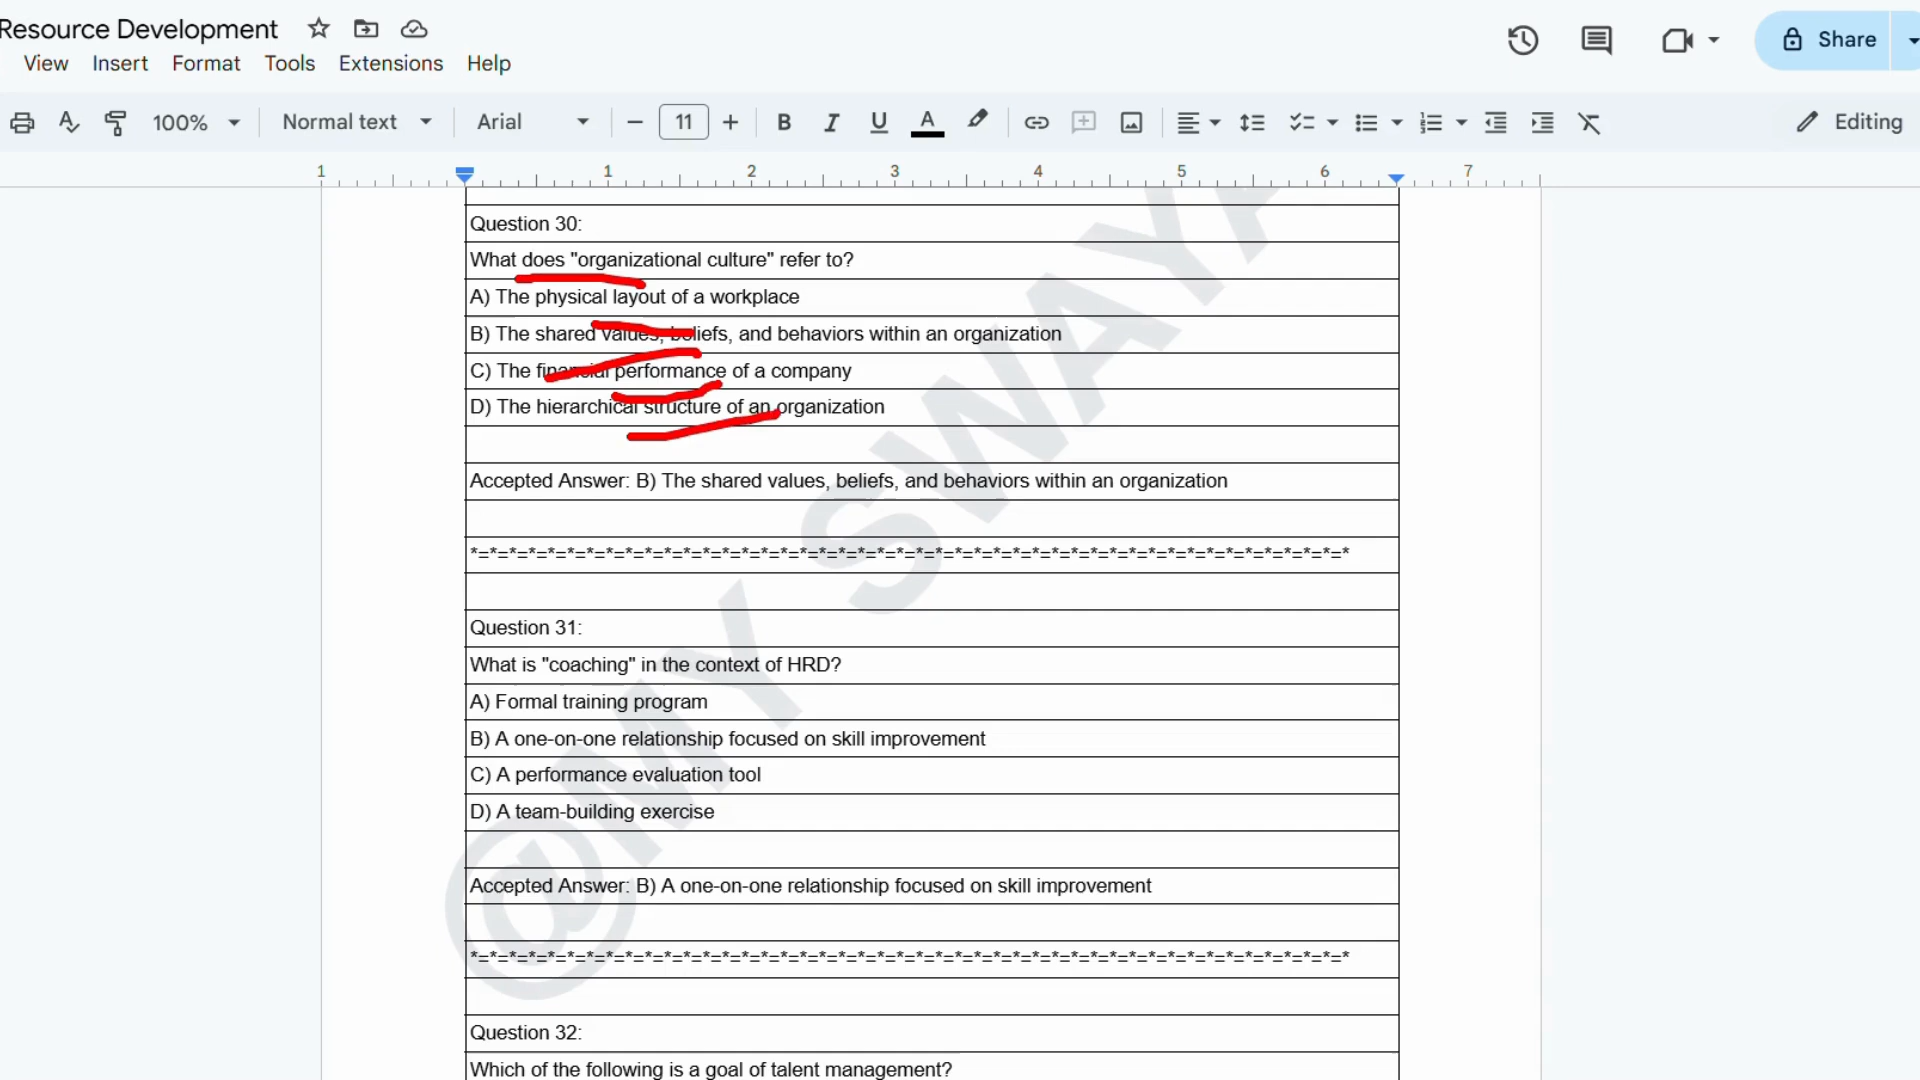 Resource Development
View Insert Format Tools Extensions Help
Share
100% Normal text Arial 11 Editing
1 1 2 3 4 5 6 7
Question 30:
What does "organizational culture" refer to?
A) The physical layout of a workplace
B) The shared values, beliefs, and behaviors within an organization
C) The financial performance of a company
D) The hierarchical structure of an organization
Accepted Answer: B) The shared values, beliefs, and behaviors within an organization
*=*=*=*=*=*=*=*=*=*=*=*=*=*=*=*=*=*=*=*=*=*=*=*=*=*=*=*=*=*=*=*=*=*=*=*=*=*=*=*=*=*=*=*=*=*
Question 31:
What is "coaching" in the context of HRD?
A) Formal training program
B) A one-on-one relationship focused on skill improvement
C) A performance evaluation tool
D) A team-building exercise
Accepted Answer: B) A one-on-one relationship focused on skill improvement
*=*=*=*=*=*=*=*=*=*=*=*=*=*=*=*=*=*=*=*=*=*=*=*=*=*=*=*=*=*=*=*=*=*=*=*=*=*=*=*=*=*=*=*=*=*
Question 32:
Which of the following is a goal of talent management?
@MY SWAYA